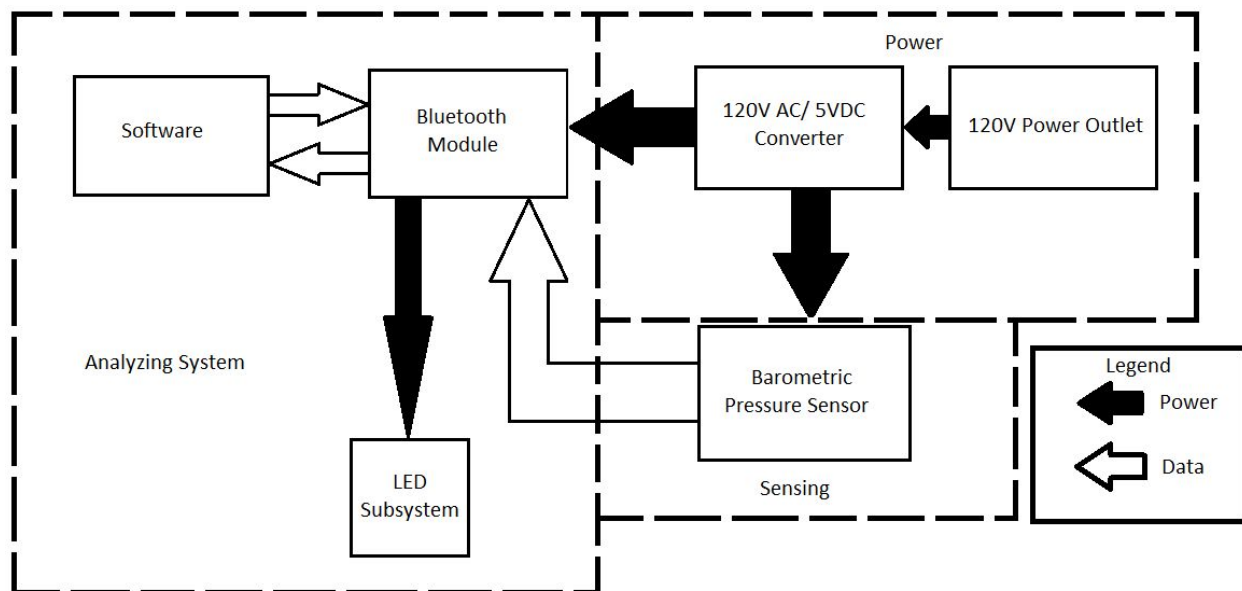 Power
Software
Bluetooth
Module
120V AC/ 5VDC
Converter
120V Power Outlet
Analyzing System
Barometric
Pressure Sensor
Sensing
LED
Subsystem
Legend
Power
Data